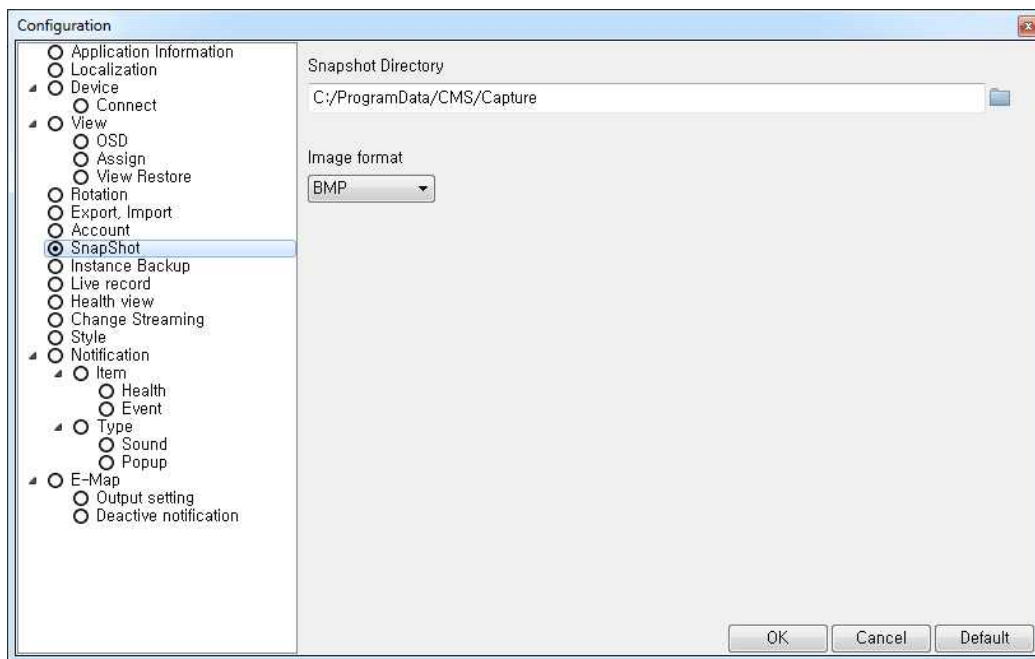 Configuration
Application Information
Localization
Device
Connect
View
OSD
Assign
View Restore
Rotation
Export, Import
Account
SnapShot
Instance Backup
Live record
Health view
Change Streaming
Style
Notification
Item
Health
Event
Type
Sound
Popup
E-Map
Output setting
Deactive notification
Snapshot Directory
C:/ProgramData/CMS/Capture
Image format
BMP
OK
Cancel
Default